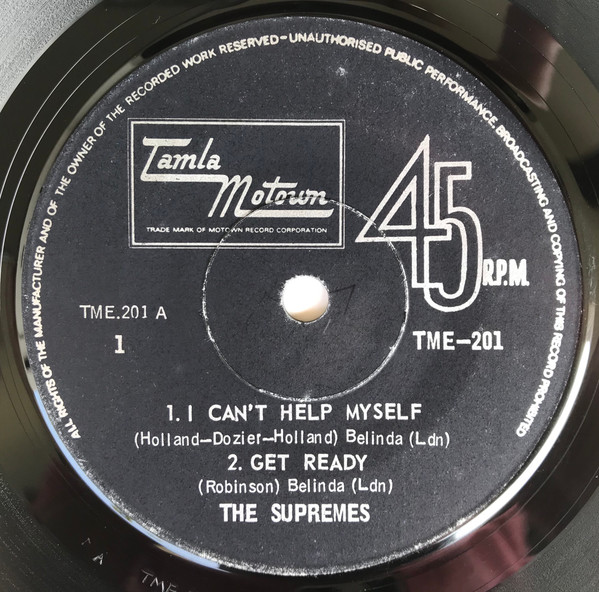 ALL RIGHTS OF THE MANUFACTURER AND OF THE OWNER OF THE RECORDED WORK RESERVED-UNAUTHORISED PUBLIC PERFORMANCE, BROADCASTING AND COPYING OF THIS RECORD PROHIBITED
Tamla
Motown
TRADE MARK OF MOTOWN RECORD CORPORATION
45
R.P.M.
TME.201 A
1
TME-201
1. I CAN'T HELP MYSELF
(Holland-Dozier-Holland) Belinda (Ldn)
2. GET READY
(Robinson) Belinda (Ldn)
THE SUPREMES
A TME